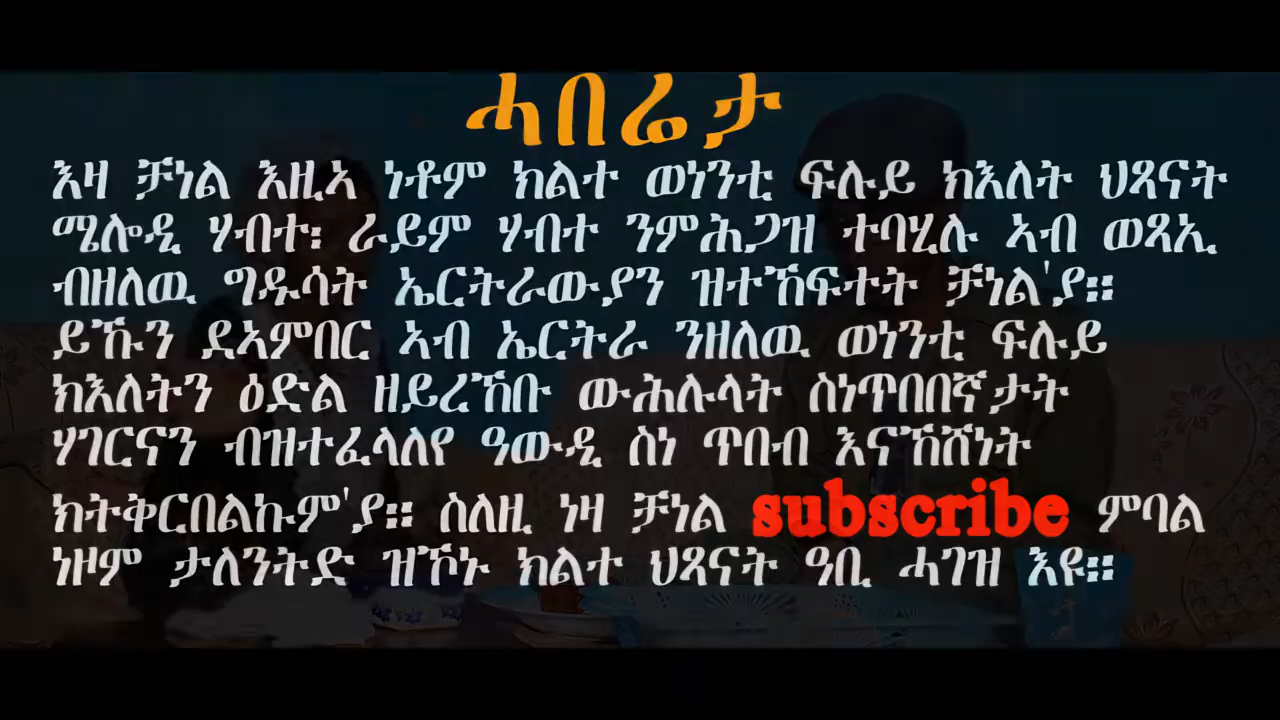 ሓበሬታ
እዛ ቻነል እዚኣ ነቶም ክልተ ወነንቲ ፍሉይ ክእለት ህጻናት
ሜሎዲ ሃብተ፡ ራይም ሃብተ ንምሕጋዝ ተባሂሉ ኣብ ወጻኢ
ብዘለዉ ግዱሳት ኤርትራውያን ዝተኸፍተት ቻነል'ያ።
ይኹን ደኣምበር ኣብ ኤርትራ ንዘለዉ ወነንቲ ፍሉይ
ክእለትን ዕድል ዘይረኸቡ ውሕሉላት ስነጥበበኛታት
ሃገርናን ብዝተፈላለየ ዓውዲ ስነ ጥበብ እናኸሸነት
ክትቅርበልኩም'ያ። ስለዚ ነዛ ቻነል subscribe ምባል
ነዞም ታለንትድ ዝኾኑ ክልተ ህጻናት ዓቢ ሓገዝ እዩ።